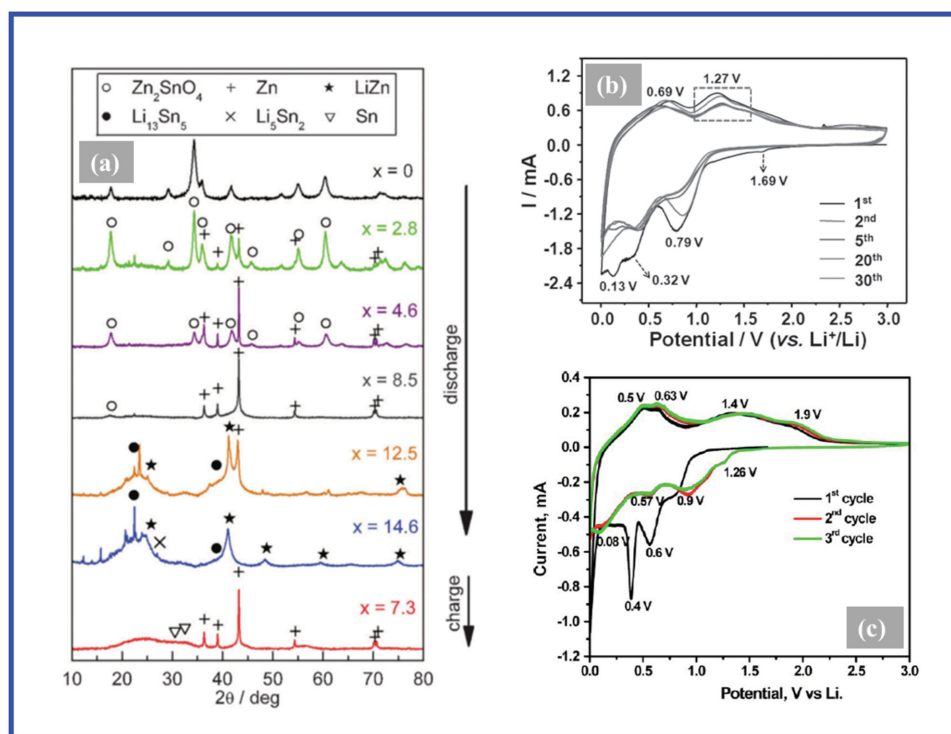 ○ Zn₂SnO₄ + Zn ★ LiZn
● Li₁₃Sn₅ × Li₅Sn₂ ▽ Sn
(a)
x = 0
x = 2.8
x = 4.6
x = 8.5
x = 12.5
x = 14.6
x = 7.3
discharge
charge
10 20 30 40 50 60 70 80
2θ / deg
(b)
0.69 V
1.27 V
1.69 V
0.79 V
0.32 V
0.13 V
1ˢᵗ
2ⁿᵈ
5ᵗʰ
20ᵗʰ
30ᵗʰ
I / mA
1.2
0.6
0.0
-0.6
-1.2
-1.8
-2.4
0.0 0.5 1.0 1.5 2.0 2.5 3.0
Potential / V (vs. Li⁺/Li)
0.5 V
0.63 V
1.4 V
1.9 V
1.26 V
0.9 V
0.57 V
0.08 V
0.6 V
0.4 V
1ˢᵗ cycle
2ⁿᵈ cycle
3ʳᵈ cycle
(c)
Current, mA
0.4
0.2
0.0
-0.2
-0.4
-0.6
-0.8
-1.0
-1.2
0.0 0.5 1.0 1.5 2.0 2.5 3.0
Potential, V vs Li.